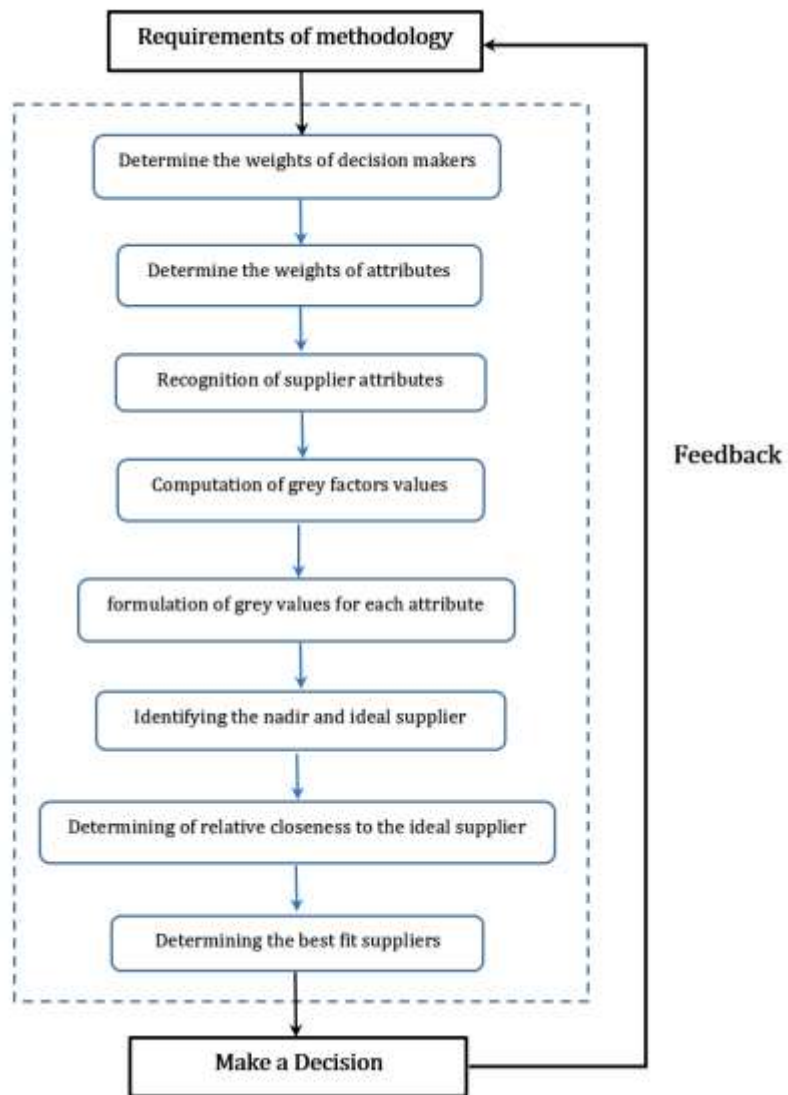 Requirements of methodology
Determine the weights of decision makers
Determine the weights of attributes
Recognition of supplier attributes
Computation of grey factors values
formulation of grey values for each attribute
Identifying the nadir and ideal supplier
Determining of relative closeness to the ideal supplier
Determining the best fit suppliers
Make a Decision
Feedback